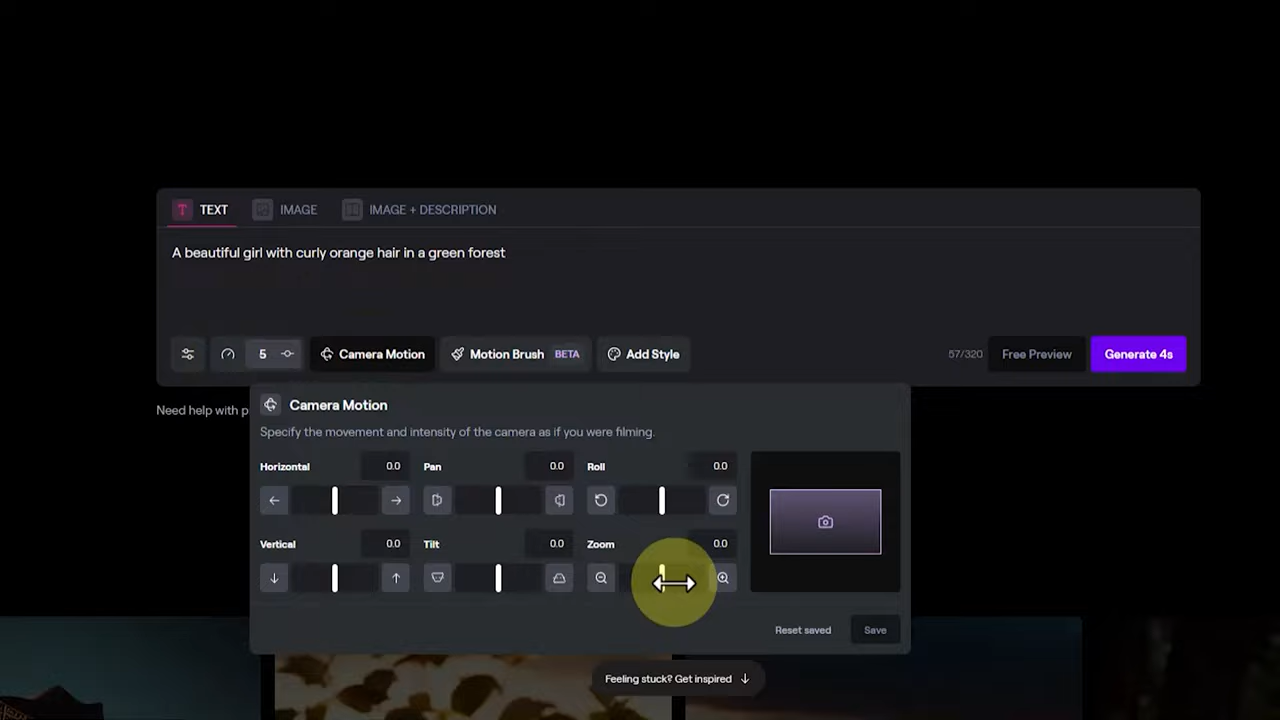 TEXT IMAGE IMAGE + DESCRIPTION
A beautiful girl with curly orange hair in a green forest
5 Camera Motion Motion Brush BETA Add Style 57/320 Free Preview Generate 4s
Need help with p
Camera Motion
Specify the movement and intensity of the camera as if you were filming.
Horizontal 0.0 Pan 0.0 Roll 0.0
Vertical 0.0 Tilt 0.0 Zoom 0.0
Reset saved Save
Feeling stuck? Get inspired